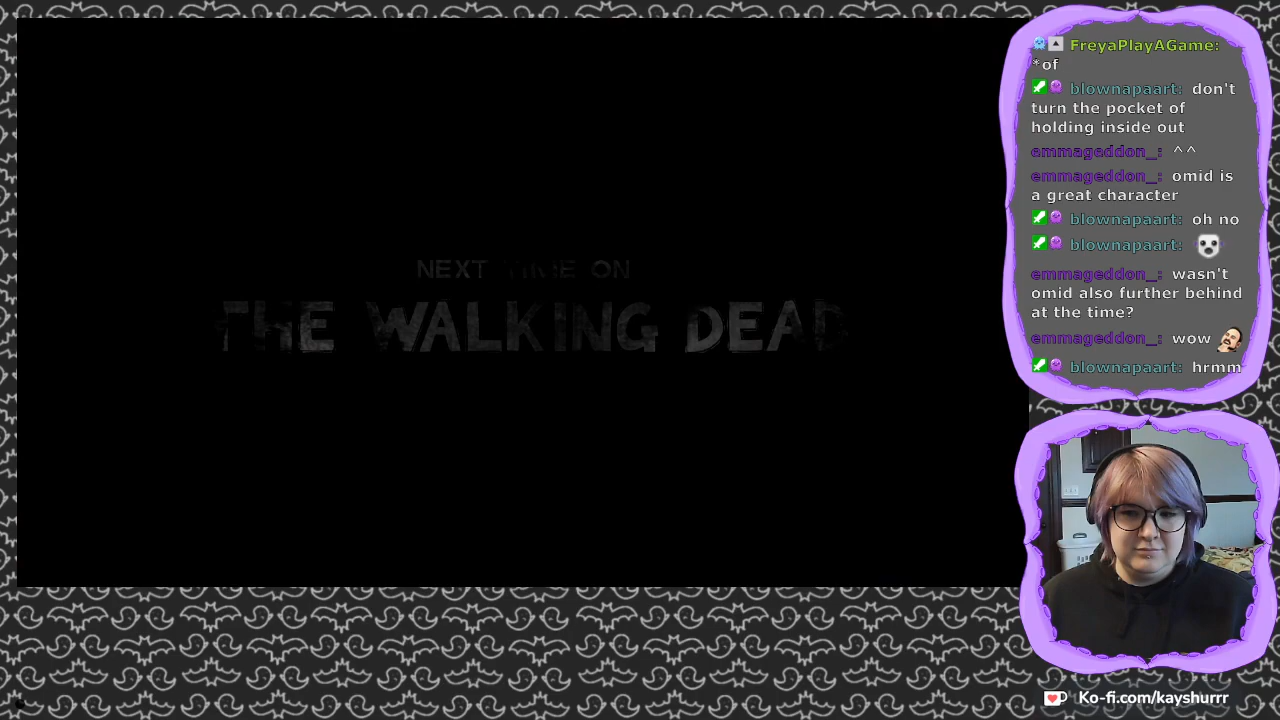 NEXT TIME ON
THE WALKING DEAD
FreyaPlayAGame:
*of
blownapaart: don't
turn the pocket of
holding inside out
emmageddon_: ^^
emmageddon_: omid is
a great character
blownapaart: oh no
blownapaart:
emmageddon_: wasn't
omid also further behind
at the time?
emmageddon_: wow
blownapaart: hrmm
Ko-fi.com/kayshurrr